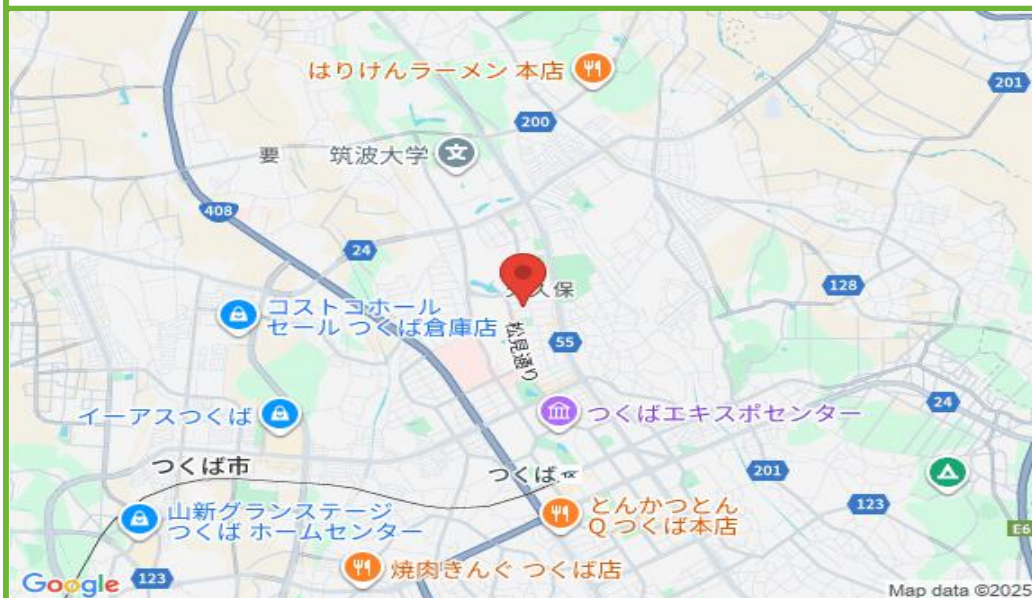 はりけんラーメン 本店
201
200
要
筑波大学
408
24
久保
128
コストコホール
セール つくば倉庫店
松見通り
55
イーアスつくば
つくばエキスポセンター
24
つくば市
つくば
201
山新グランステージ
つくば ホームセンター
とんかつとん
Q つくば本店
123
E6
焼肉きんぐ つくば店
Google
123
Map data ©2025